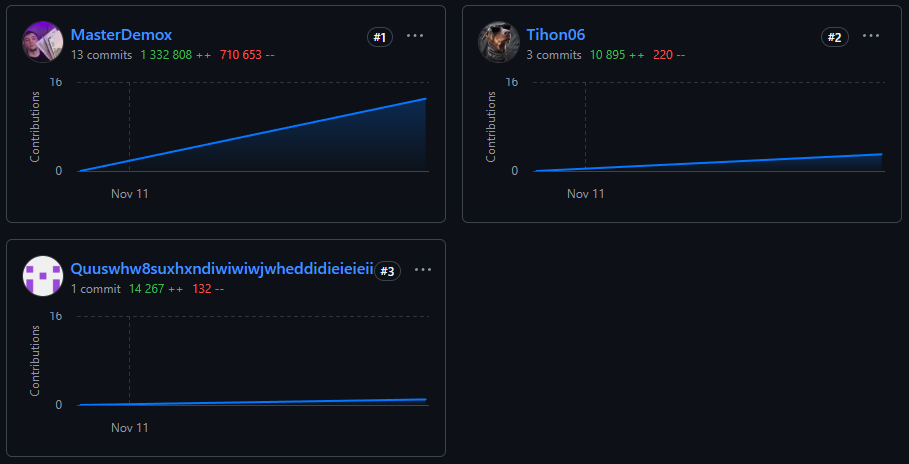 MasterDemox #1
13 commits 1 332 808 ++ 710 653 --
16
Contributions
0
Nov 11
Tihon06 #2
3 commits 10 895 ++ 220 --
16
Contributions
0
Nov 11
Quuswhw8suxhxndiwiwiwjwheddidieieieii #3
1 commit 14 267 ++ 132 --
16
Contributions
0
Nov 11